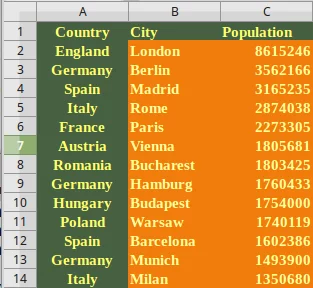 A B C
1 Country City Population
2 England London 8615246
3 Germany Berlin 3562166
4 Spain Madrid 3165235
5 Italy Rome 2874038
6 France Paris 2273305
7 Austria Vienna 1805681
8 Romania Bucharest 1803425
9 Germany Hamburg 1760433
10 Hungary Budapest 1754000
11 Poland Warsaw 1740119
12 Spain Barcelona 1602386
13 Germany Munich 1493900
14 Italy Milan 1350680